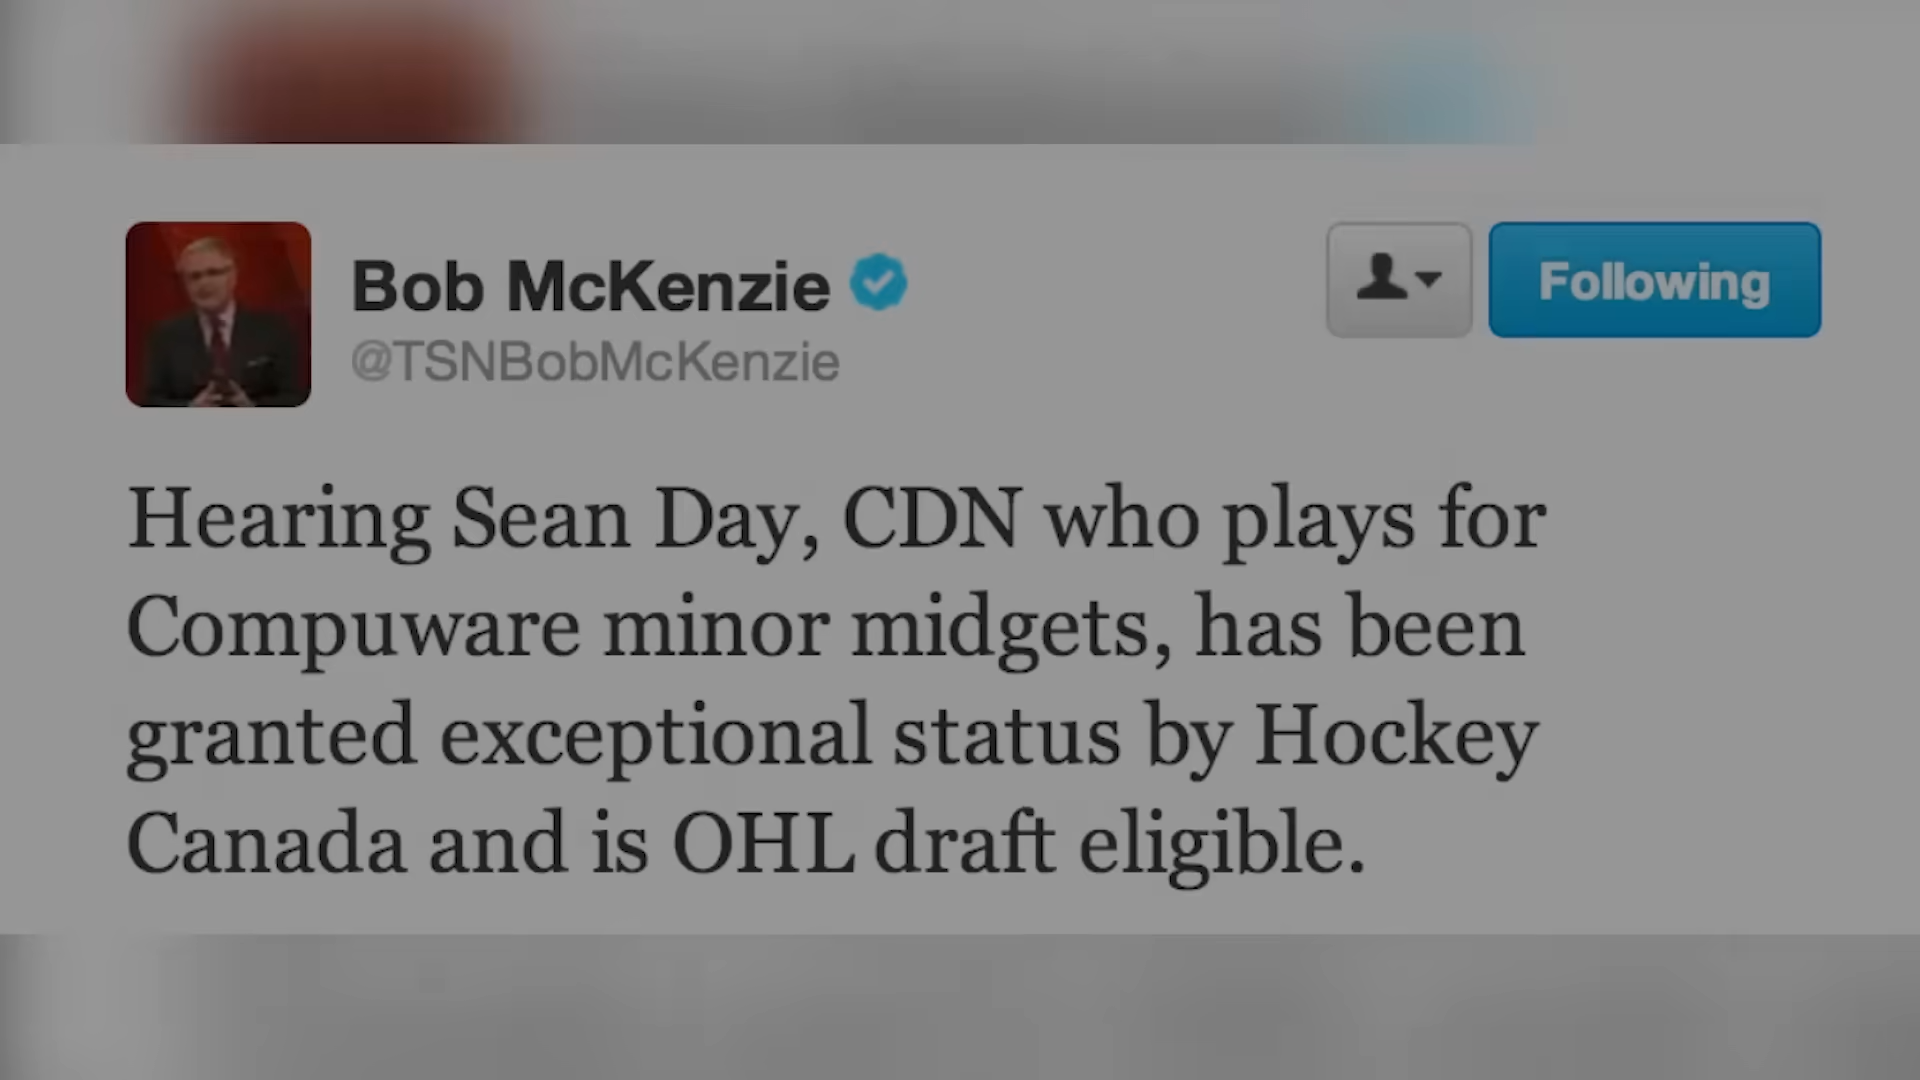 Bob McKenzie
@TSNBobMcKenzie
Following
Hearing Sean Day, CDN who plays for
Compuware minor midgets, has been
granted exceptional status by Hockey
Canada and is OHL draft eligible.